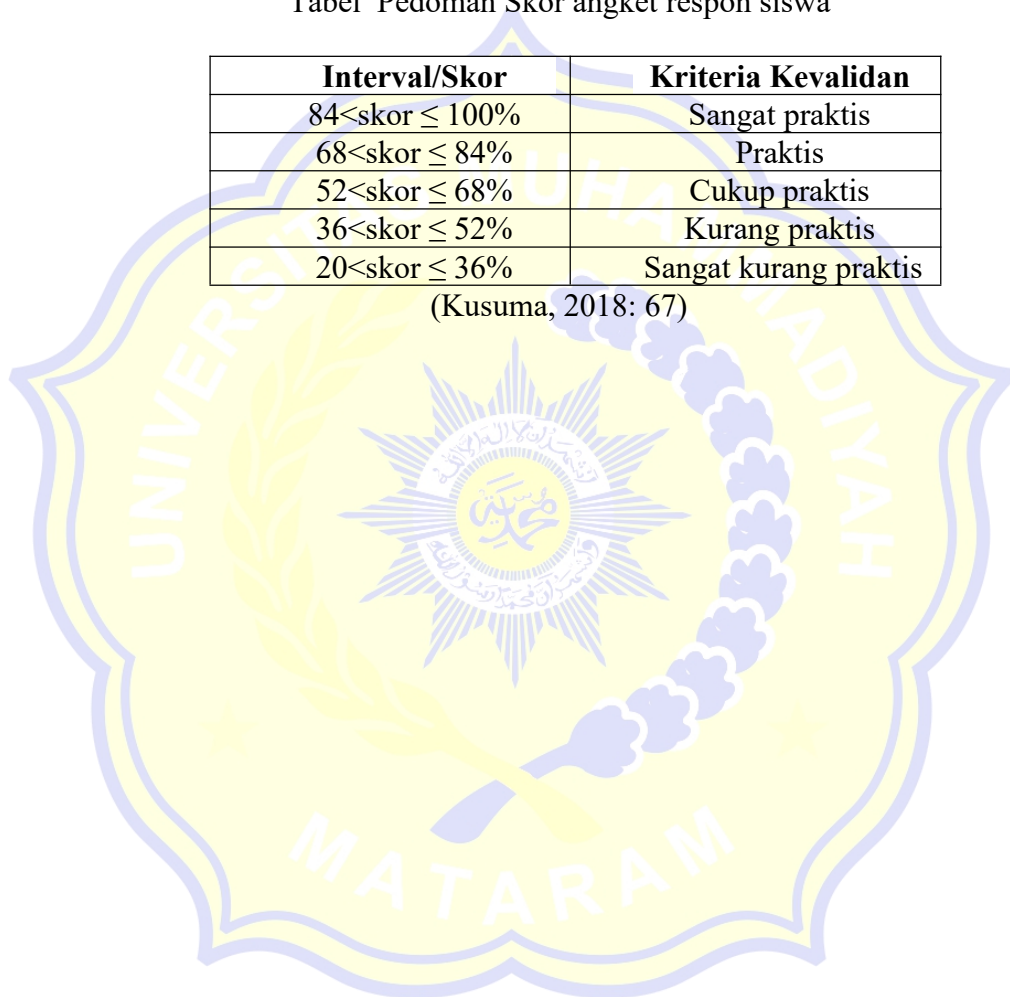 Tabel Pedoman Skor angket respon siswa
Interval/Skor Kriteria Kevalidan
84<skor ≤ 100% Sangat praktis
68<skor ≤ 84% Praktis
52<skor ≤ 68% Cukup praktis
36<skor ≤ 52% Kurang praktis
20<skor ≤ 36% Sangat kurang praktis
(Kusuma, 2018: 67)
UNIVERSITAS MUHAMMADIYAH
MATARAM